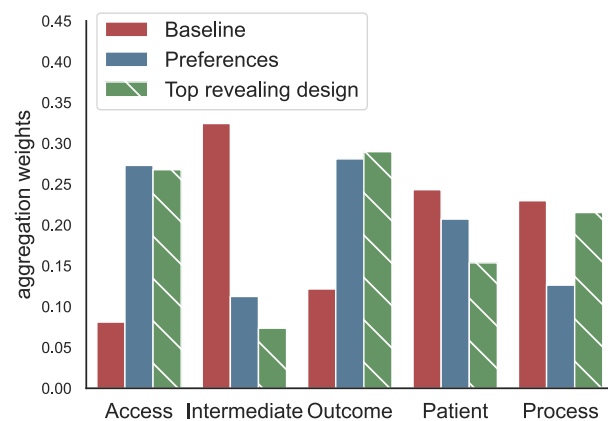 Baseline
Preferences
Top revealing design
aggregation weights
0.45
0.40
0.35
0.30
0.25
0.20
0.15
0.10
0.05
0.00
Access Intermediate Outcome Patient Process